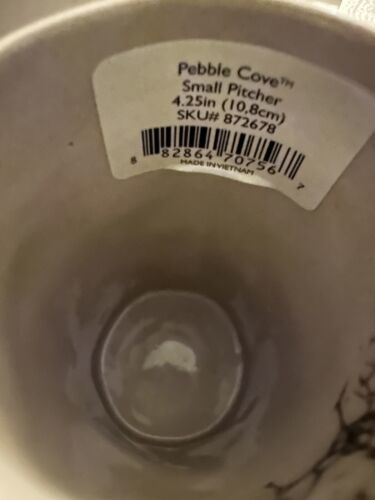 Pebble Cove™
Small Pitcher
4.25in (10,8cm)
SKU# 872678
8 82864 70756 7
MADE IN VIETNAM